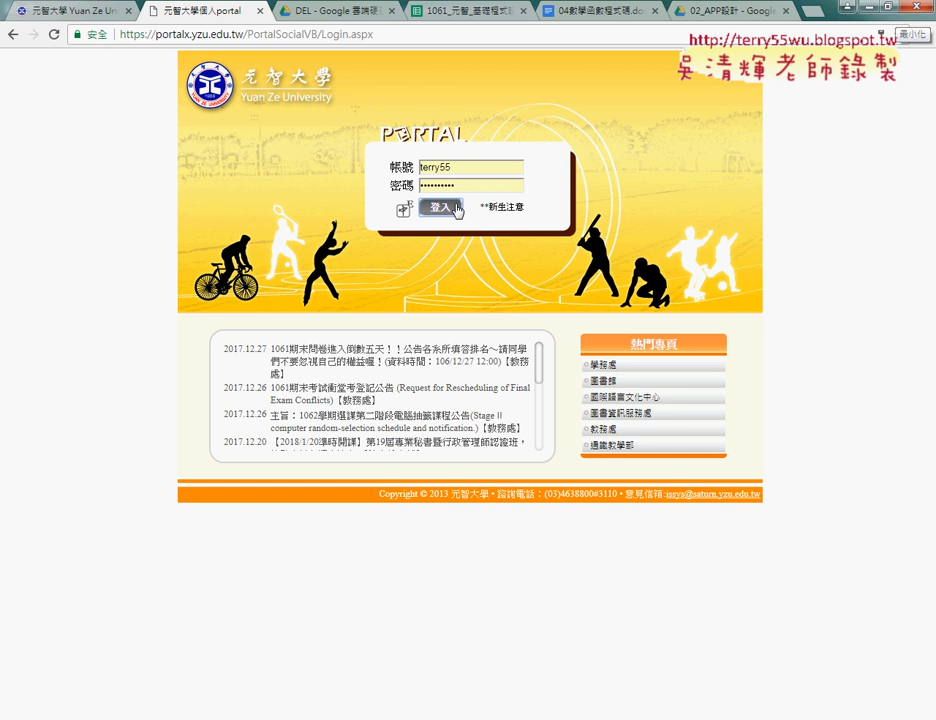 元智大學 Yuan Ze Un
元智大學個人portal
DEL - Google 雲端硬
1061_元智_基礎程式
04數學函數程式碼.do
02_APP設計 - Goog
安全
https://portalx.yzu.edu.tw/PortalSocialVB/Login.aspx
最小化
http://terry55wu.blogspot.tw
吳清輝老師錄製
元智大學
Yuan Ze University
1989
PORTAL
帳號
terry55
密碼
••••••••••
登入
**新生注意
2017.12.27 1061期末問卷進入倒數五天！！公告各系所填答排名～請同學
們不要忽視自己的權益喔！(資料時間：106/12/27 12:00)【教務
處】
2017.12.26 1061期末考試衝堂考登記公告 (Request for Rescheduling of Final
Exam Conflicts)【教務處】
2017.12.26 主旨：1062學期選課第二階段電腦抽籤課程公告(Stage II
computer random-selection schedule and notification.)【教務處】
2017.12.20 【2018/1/20準時開課】第19屆專業秘書暨行政管理師認證班，
熱門專頁
學務處
圖書館
國際語言文化中心
圖書資訊服務處
教務處
通識教學部
Copyright © 2013 元智大學 • 諮詢電話：(03)4638800#3110 • 意見信箱:issys@saturn.yzu.edu.tw